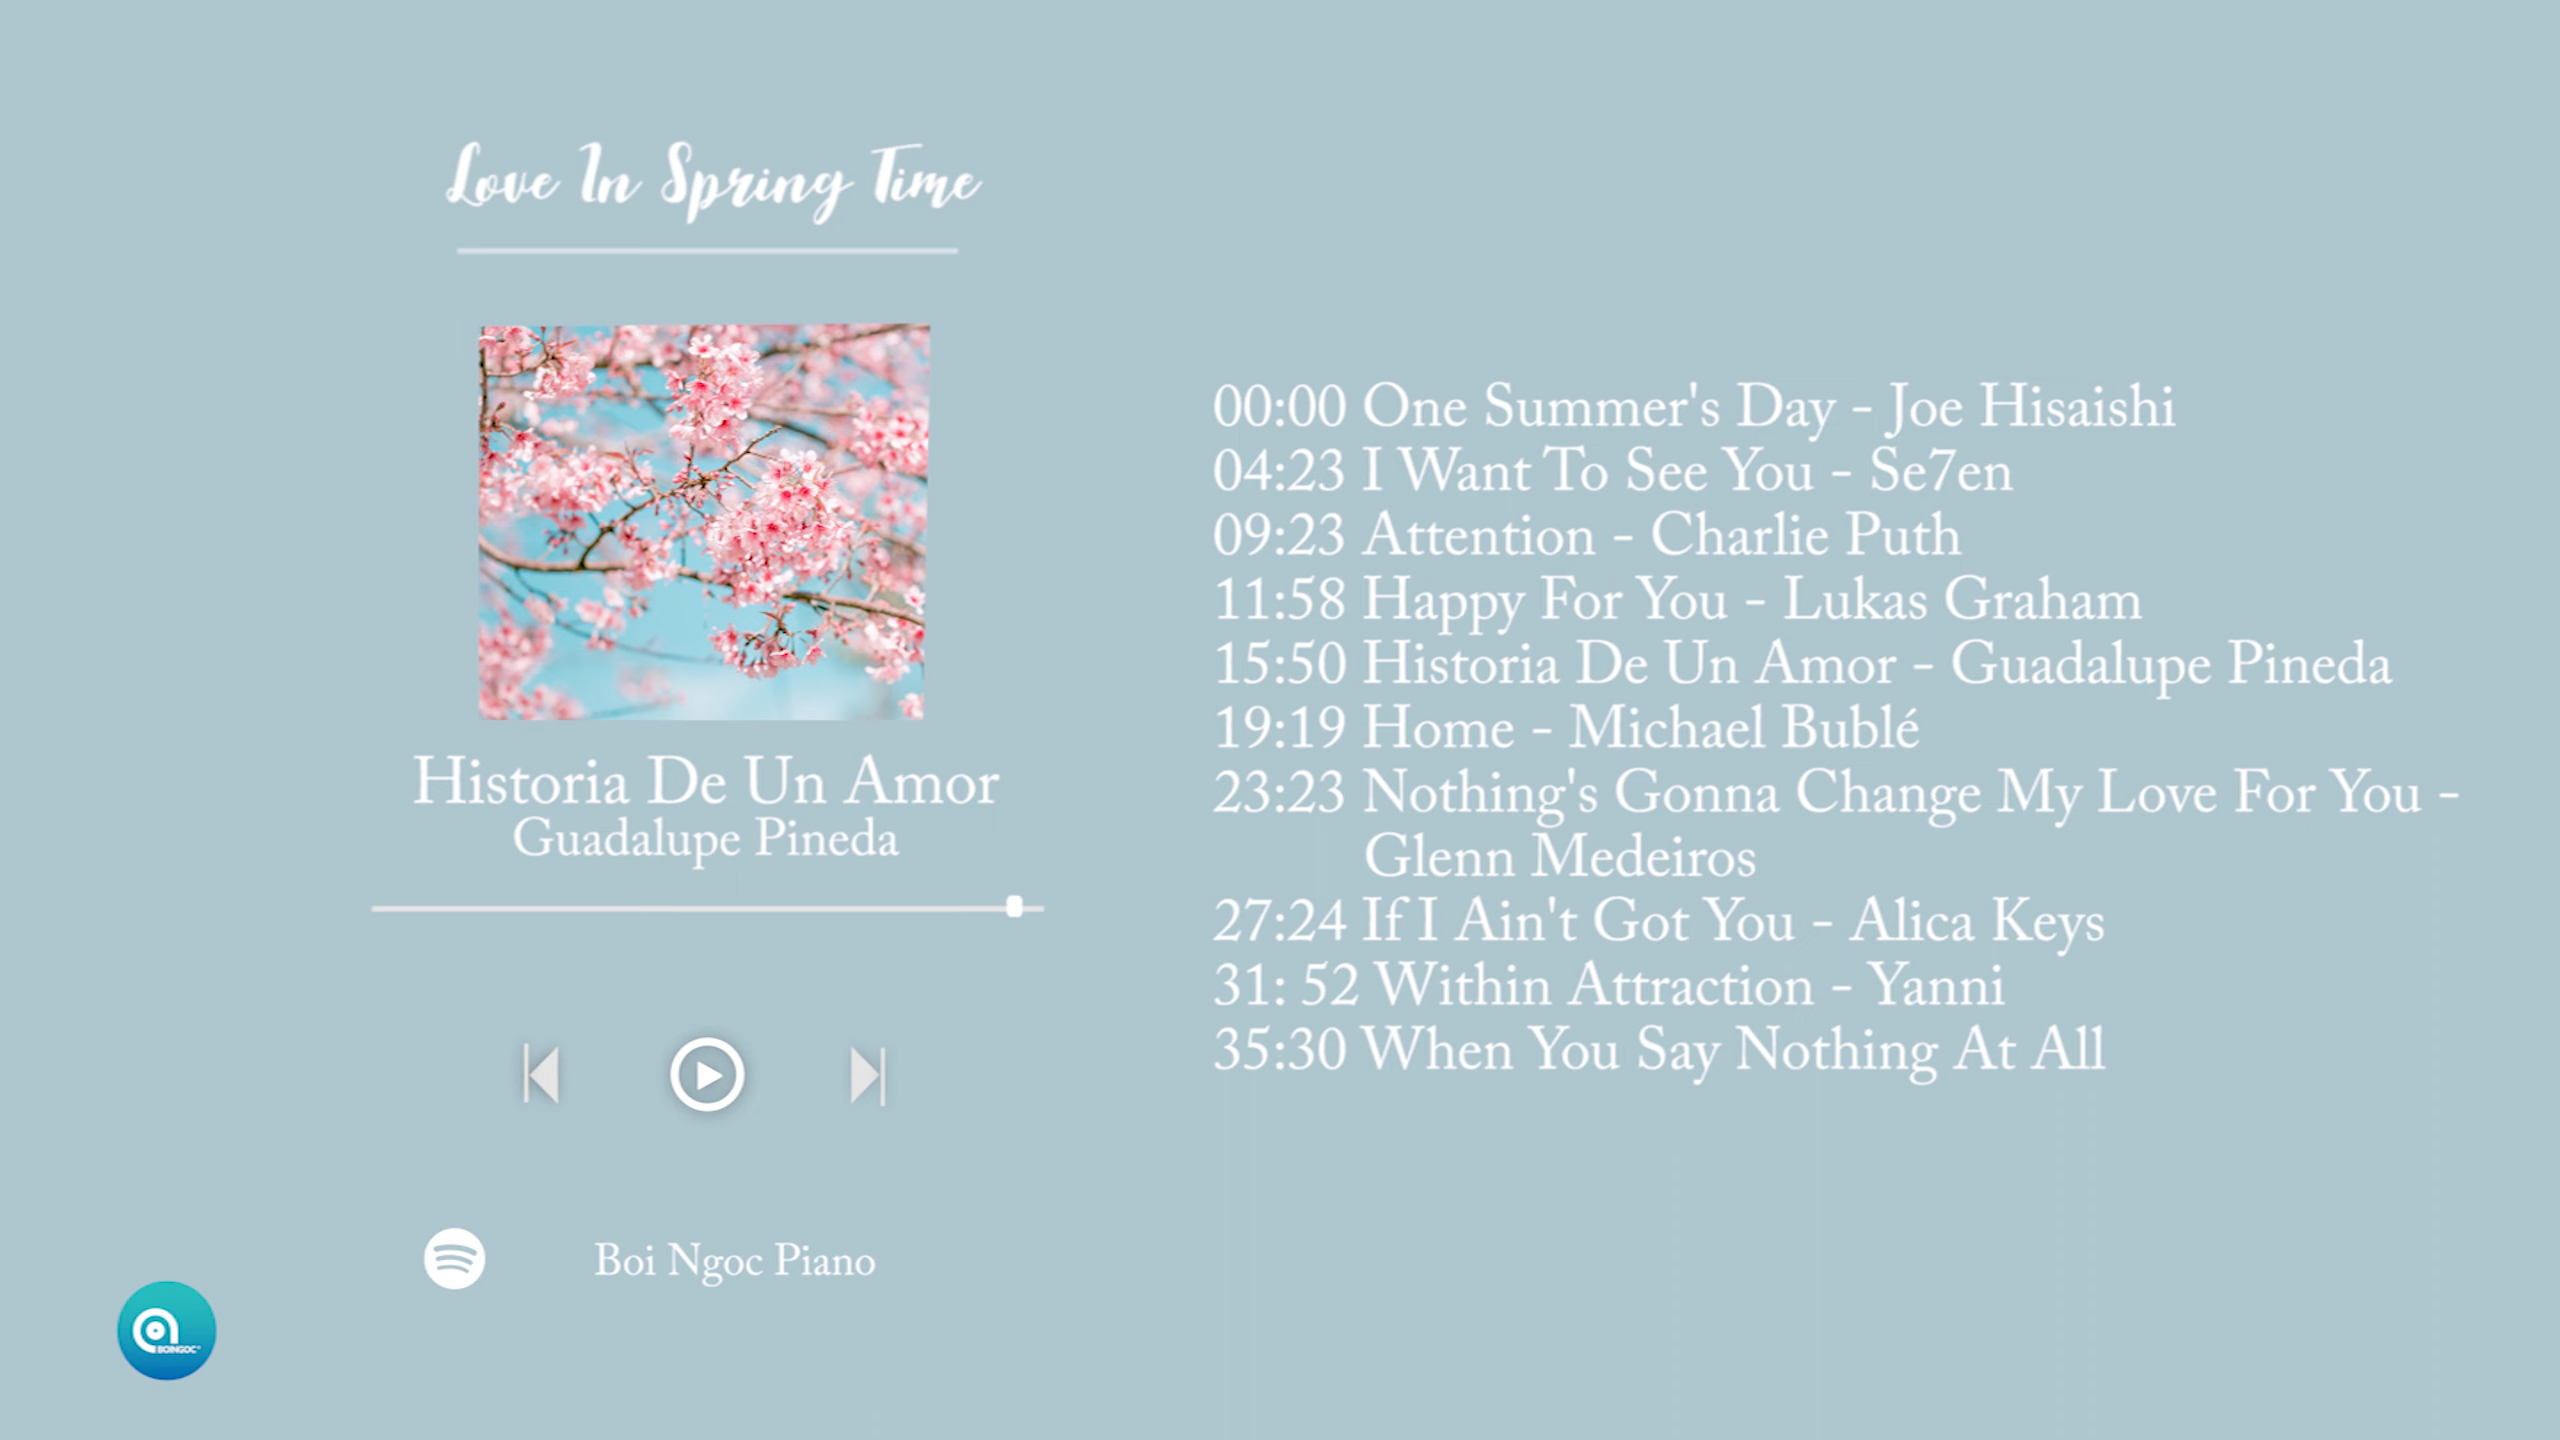 Love In Spring Time
Historia De Un Amor
Guadalupe Pineda
Boi Ngoc Piano
BOINGOC
00:00 One Summer's Day - Joe Hisaishi
04:23 I Want To See You - Se7en
09:23 Attention - Charlie Puth
11:58 Happy For You - Lukas Graham
15:50 Historia De Un Amor - Guadalupe Pineda
19:19 Home - Michael Bublé
23:23 Nothing's Gonna Change My Love For You -
Glenn Medeiros
27:24 If I Ain't Got You - Alica Keys
31: 52 Within Attraction - Yanni
35:30 When You Say Nothing At All